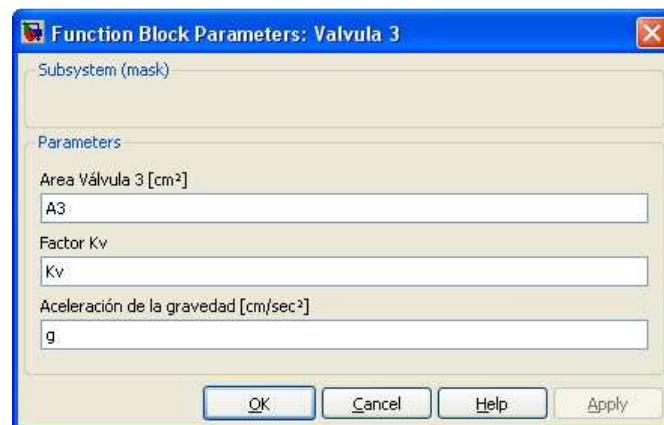 Function Block Parameters: Valvula 3
Subsystem (mask)
Parameters
Area Válvula 3 [cm²]
A3
Factor Kv
Kv
Aceleración de la gravedad [cm/sec²]
g
OK Cancel Help Apply